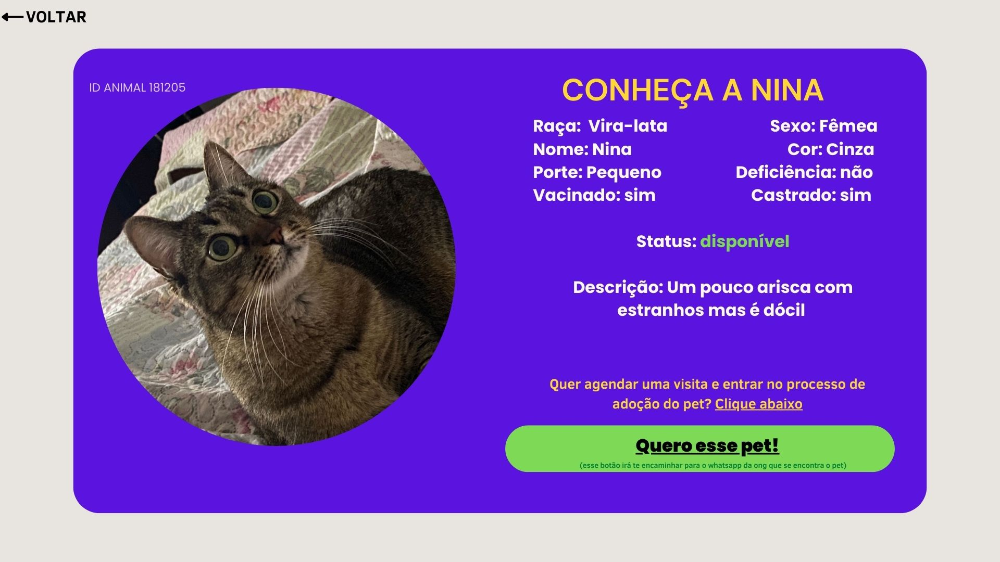 VOLTAR
ID ANIMAL 181205
CONHEÇA A NINA
Raça: Vira-lata Sexo: Fêmea
Nome: Nina Cor: Cinza
Porte: Pequeno Deficiência: não
Vacinado: sim Castrado: sim
Status: disponível
Descrição: Um pouco arisca com
estranhos mas é dócil
Quer agendar uma visita e entrar no processo de
adoção do pet? Clique abaixo
Quero esse pet!
(esse botão irá te encaminhar para o whatsapp da ong que se encontra o pet)